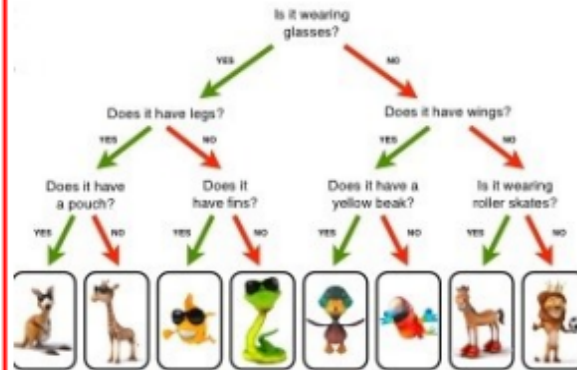 Is it wearing
glasses?
YES
NO
Does it have legs?
Does it have wings?
YES
NO
YES
NO
Does it have
a pouch?
Does it
have fins?
Does it have a
yellow beak?
Is it wearing
roller skates?
YES
NO
YES
NO
YES
NO
YES
NO